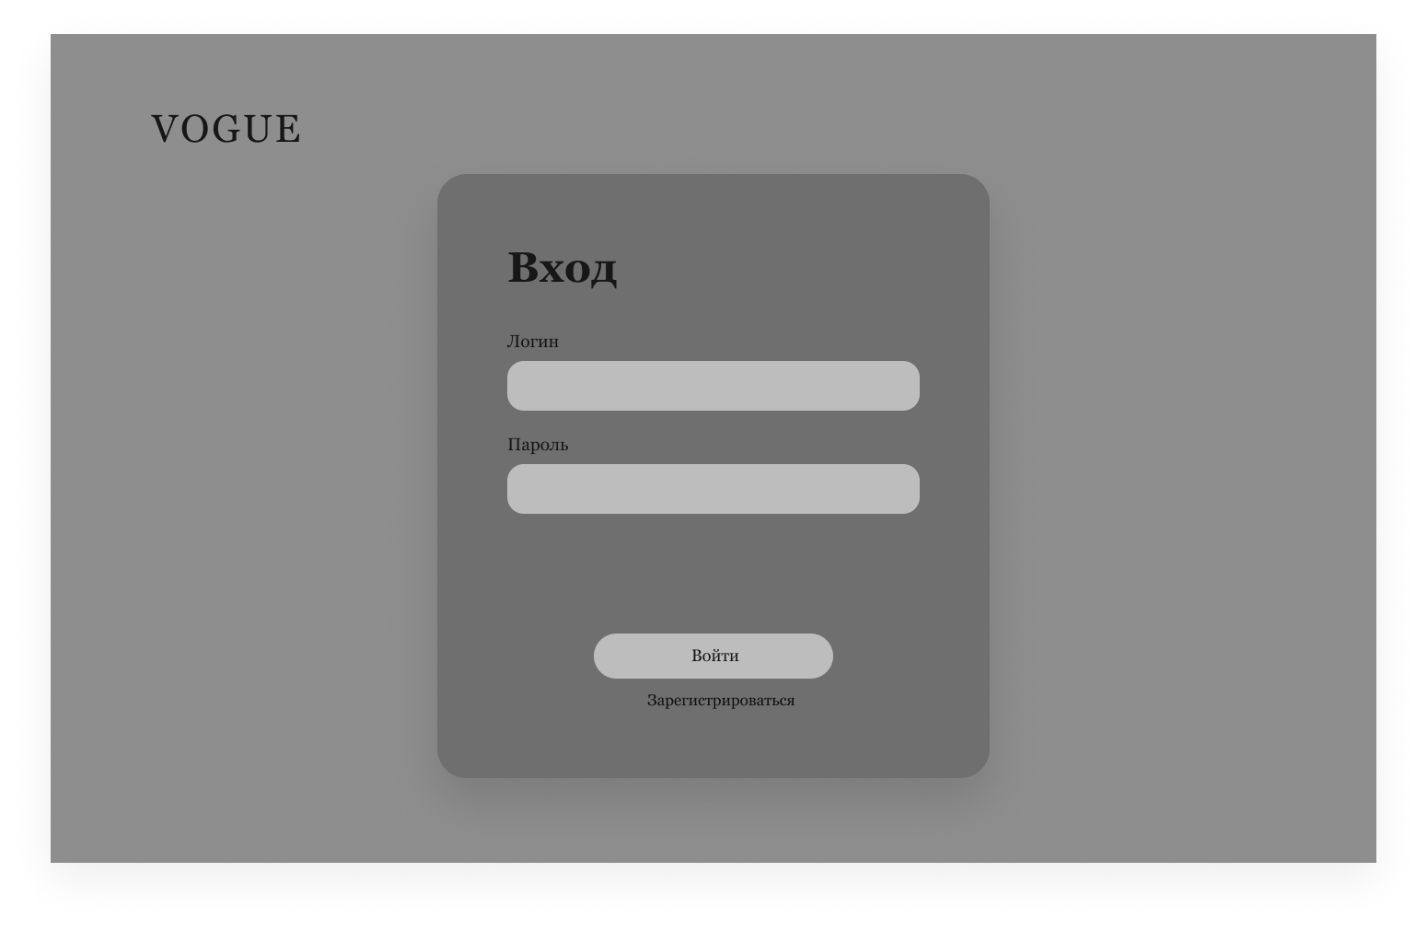 VOGUE
Вход
Логин
Пароль
Войти
Зарегистрироваться